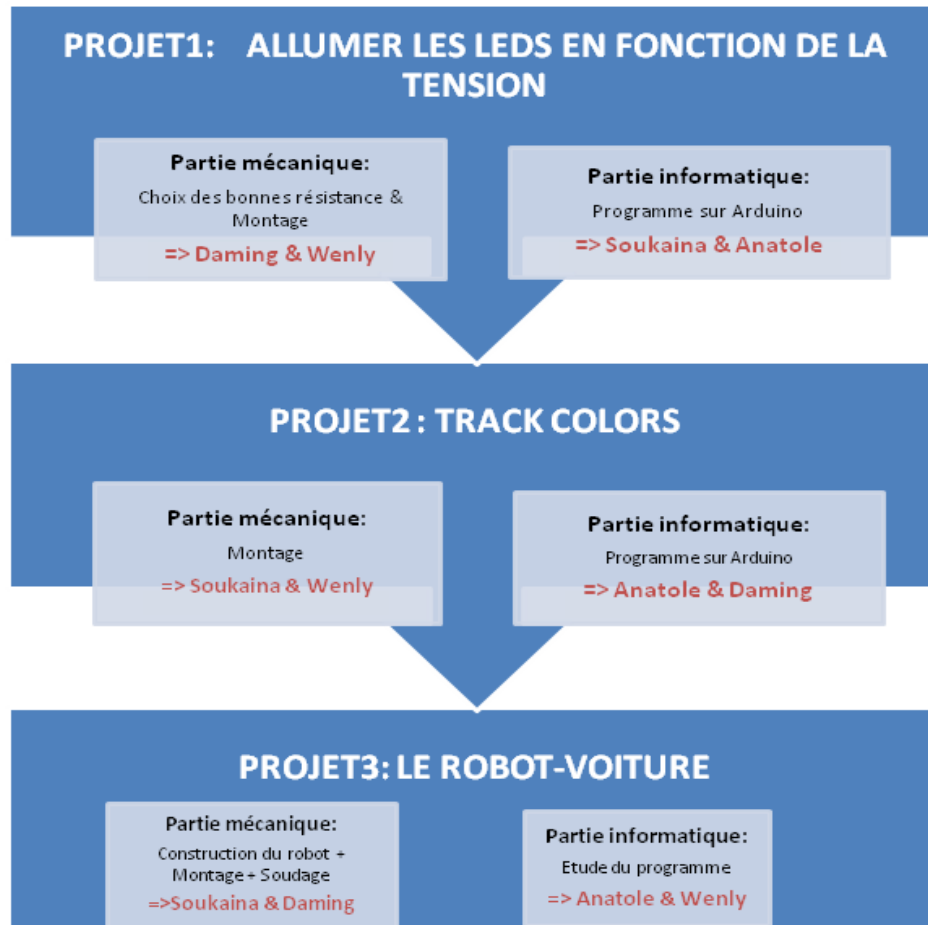 PROJET1: ALLUMER LES LEDS EN FONCTION DE LA
TENSION
Partie mécanique:
Choix des bonnes résistance &
Montage
=> Daming & Wenly
Partie informatique:
Programme sur Arduino
=> Soukaina & Anatole
PROJET2 : TRACK COLORS
Partie mécanique:
Montage
=> Soukaina & Wenly
Partie informatique:
Programme sur Arduino
=> Anatole & Daming
PROJET3: LE ROBOT-VOITURE
Partie mécanique:
Construction du robot +
Montage + Soudage
=>Soukaina & Daming
Partie informatique:
Etude du programme
=> Anatole & Wenly